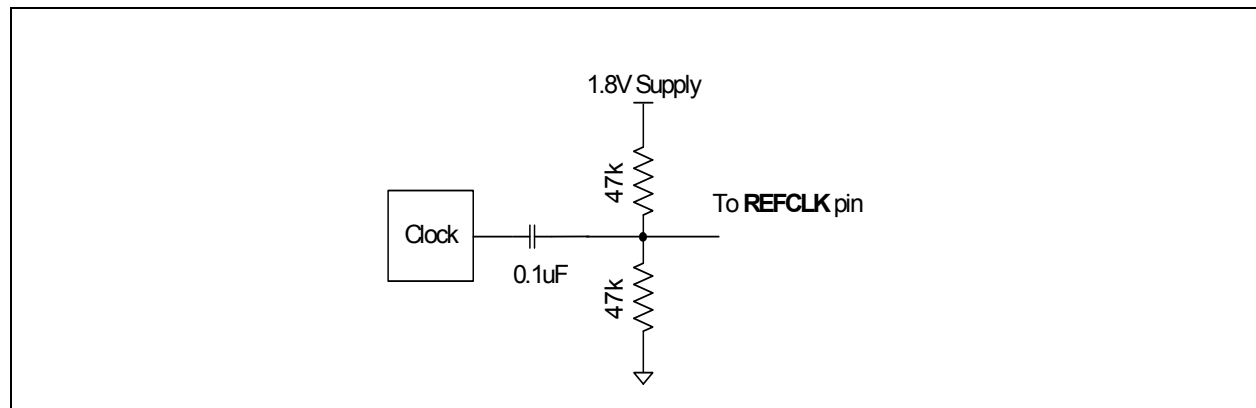 1.8V Supply
47k
To REFCLK pin
Clock
0.1uF
47k